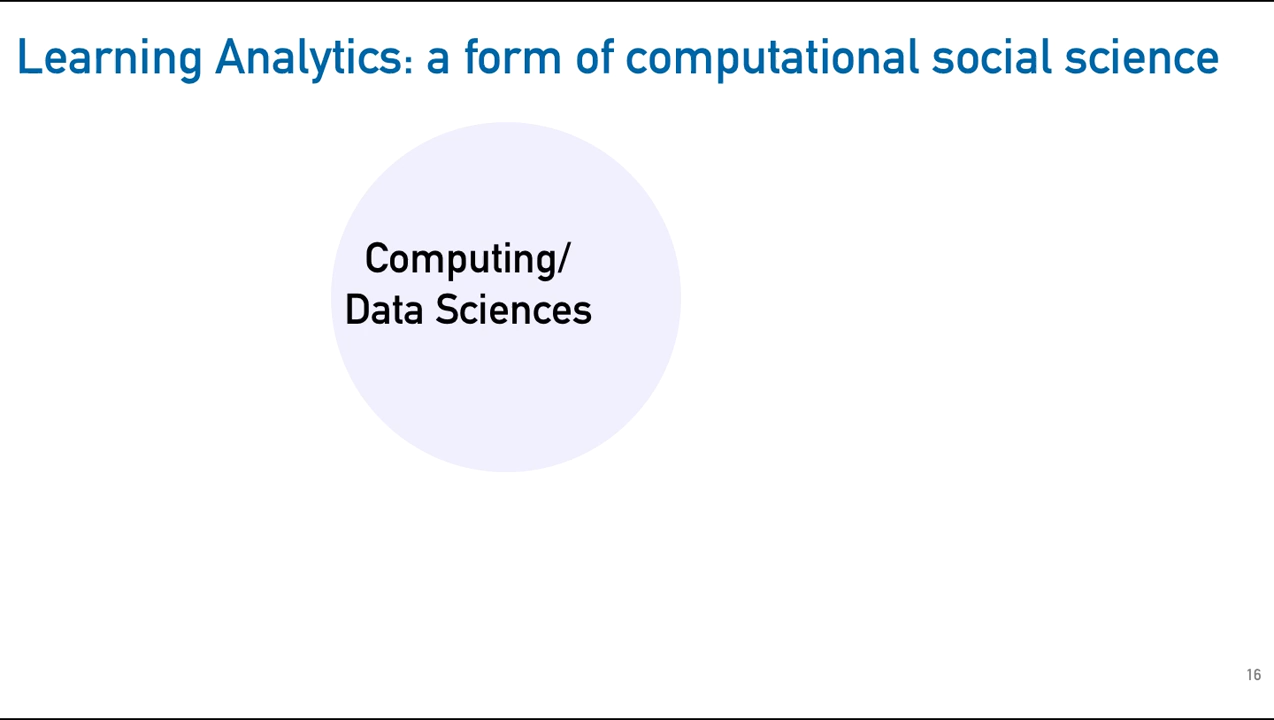 Learning Analytics: a form of computational social science
Computing/
Data Sciences
16